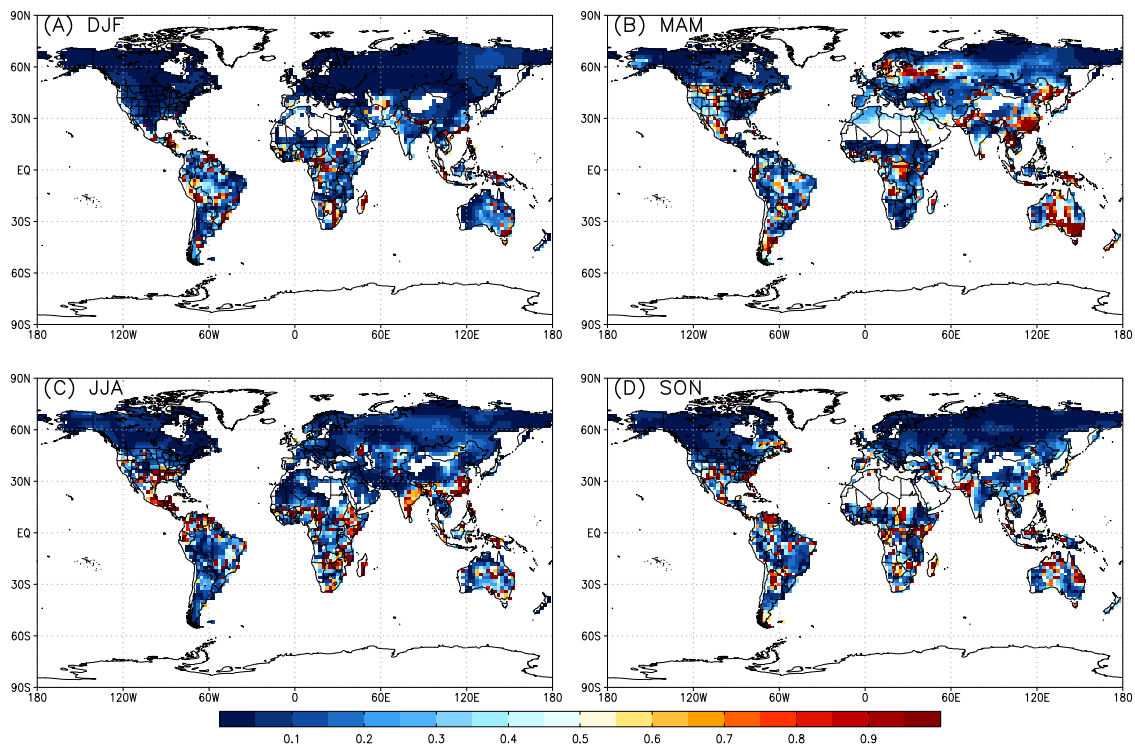 (A) DJF
(B) MAM
90N
60N
30N
EQ
30S
60S
90S
180 120W 60W 0 60E 120E 180
90N
60N
30N
EQ
30S
60S
90S
180 120W 60W 0 60E 120E 180
(C) JJA
(D) SON
90N
60N
30N
EQ
30S
60S
90S
180 120W 60W 0 60E 120E 180
90N
60N
30N
EQ
30S
60S
90S
180 120W 60W 0 60E 120E 180
0.1 0.2 0.3 0.4 0.5 0.6 0.7 0.8 0.9